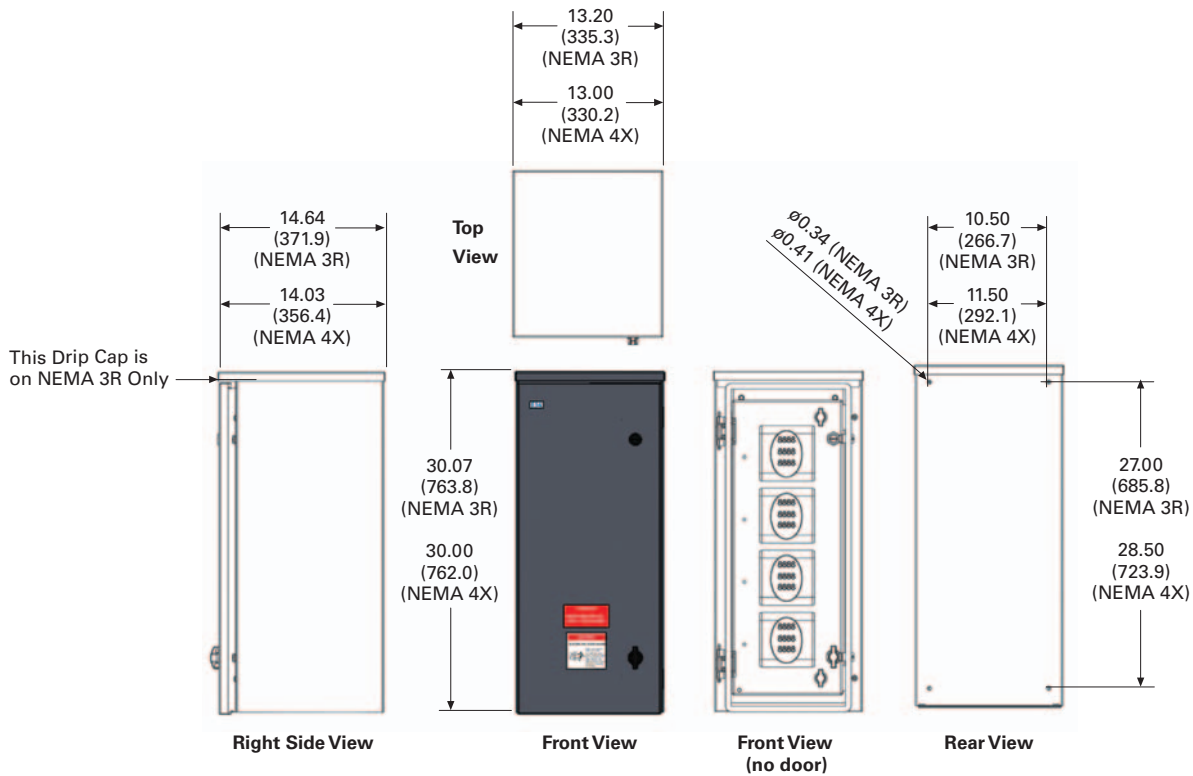 13.20
(335.3)
(NEMA 3R)
13.00
(330.2)
(NEMA 4X)
14.64
(371.9)
(NEMA 3R)
14.03
(356.4)
(NEMA 4X)
Top
View
ø0.34 (NEMA 3R)
ø0.41 (NEMA 4X)
10.50
(266.7)
(NEMA 3R)
11.50
(292.1)
(NEMA 4X)
This Drip Cap is
on NEMA 3R Only
30.07
(763.8)
(NEMA 3R)
30.00
(762.0)
(NEMA 4X)
27.00
(685.8)
(NEMA 3R)
28.50
(723.9)
(NEMA 4X)
Right Side View
Front View
Front View
(no door)
Rear View